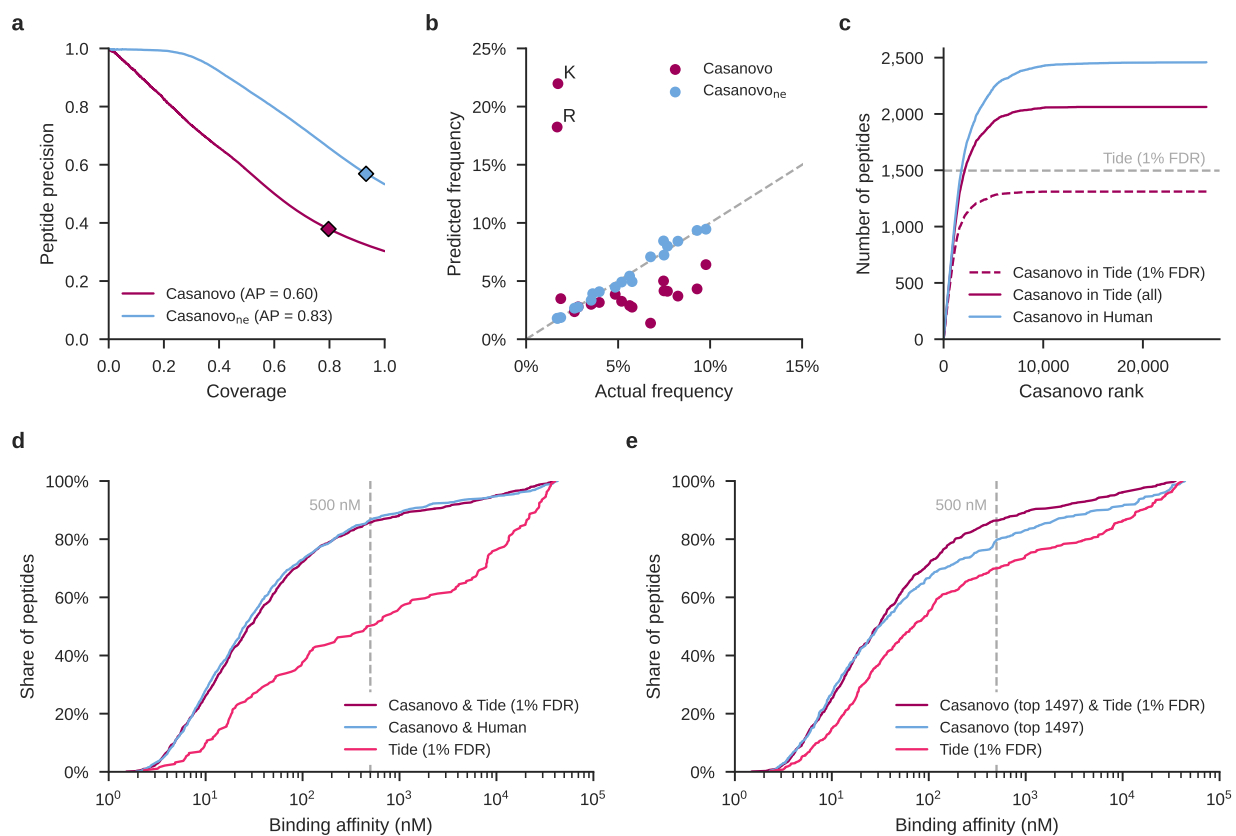 a
1.0
0.8
0.6
0.4
0.2
0.0
Peptide precision
0.0 0.2 0.4 0.6 0.8 1.0
Coverage
Casanovo (AP = 0.60)
Casanovone (AP = 0.83)
b
25%
20%
15%
10%
5%
0%
Predicted frequency
0% 5% 10% 15%
Actual frequency
K
R
Casanovo
Casanovone
c
2,500
2,000
1,500
1,000
500
0
Number of peptides
0 10,000 20,000
Casanovo rank
Tide (1% FDR)
Casanovo in Tide (1% FDR)
Casanovo in Tide (all)
Casanovo in Human
d
100%
80%
60%
40%
20%
0%
Share of peptides
10^0 10^1 10^2 10^3 10^4 10^5
Binding affinity (nM)
500 nM
Casanovo & Tide (1% FDR)
Casanovo & Human
Tide (1% FDR)
e
100%
80%
60%
40%
20%
0%
Share of peptides
10^0 10^1 10^2 10^3 10^4 10^5
Binding affinity (nM)
500 nM
Casanovo (top 1497) & Tide (1% FDR)
Casanovo (top 1497)
Tide (1% FDR)